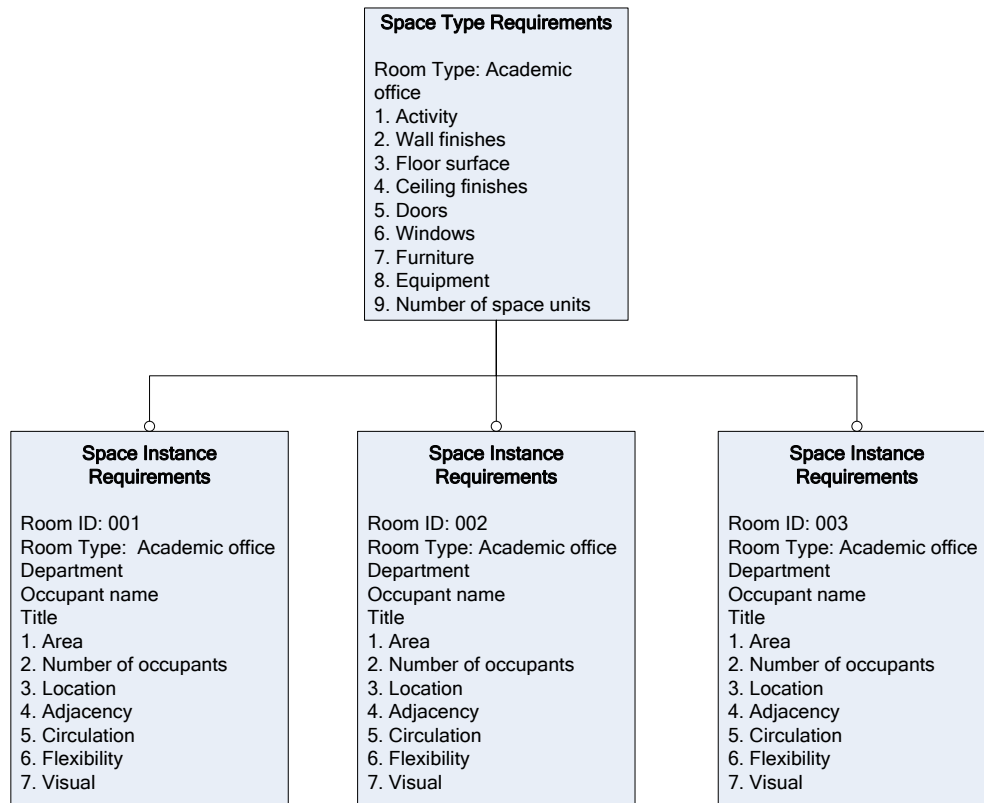 Space Type Requirements
Room Type: Academic
office
1. Activity
2. Wall finishes
3. Floor surface
4. Ceiling finishes
5. Doors
6. Windows
7. Furniture
8. Equipment
9. Number of space units
Space Instance
Requirements
Room ID: 001
Room Type:  Academic office
Department
Occupant name
Title
1. Area
2. Number of occupants
3. Location
4. Adjacency
5. Circulation
6. Flexibility
7. Visual
Space Instance
Requirements
Room ID: 002
Room Type: Academic office
Department
Occupant name
Title
1. Area
2. Number of occupants
3. Location
4. Adjacency
5. Circulation
6. Flexibility
7. Visual
Space Instance
Requirements
Room ID: 003
Room Type: Academic office
Department
Occupant name
Title
1. Area
2. Number of occupants
3. Location
4. Adjacency
5. Circulation
6. Flexibility
7. Visual